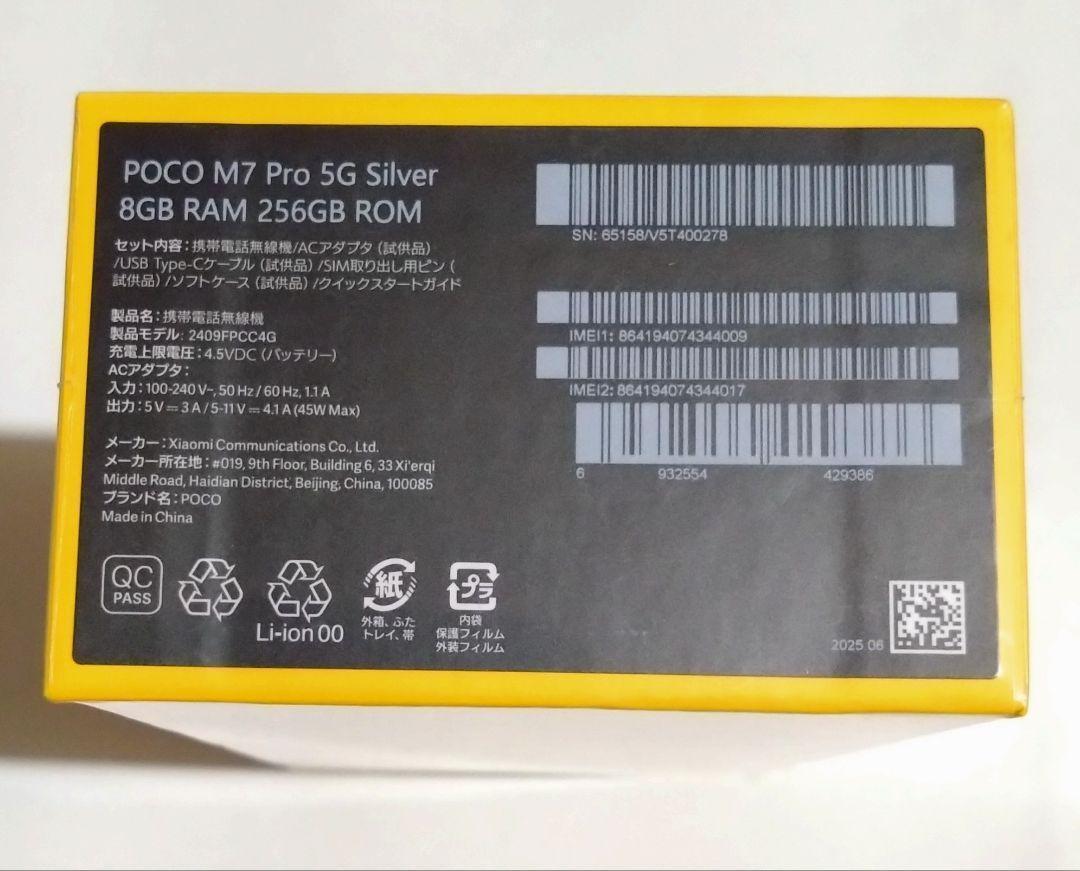 POCO M7 Pro 5G Silver
8GB RAM 256GB ROM
セット内容：携帯電話無線機/ACアダプタ（試供品）
/USB Type-Cケーブル（試供品）/SIM取り出し用ピン（
試供品）/ソフトケース（試供品）/クイックスタートガイド
製品名：携帯電話無線機
製品モデル: 2409FPCC4G
充電上限電圧：4.5VDC（バッテリー）
ACアダプタ：
入力：100-240 V~, 50 Hz / 60 Hz, 1.1 A
出力：5 V⎓3 A / 5-11 V⎓4.1 A (45W Max)
メーカー：Xiaomi Communications Co., Ltd.
メーカー所在地：#019, 9th Floor, Building 6, 33 Xi'erqi
Middle Road, Haidian District, Beijing, China, 100085
ブランド名：POCO
Made in China
QC
PASS
Li-ion 00
紙
外箱、ふた
トレイ、帯
プラ
内袋
保護フィルム
外装フィルム
SN: 65158/V5T400278
IMEI1: 864194074344009
IMEI2: 864194074344017
6 932554 429386
2025 06